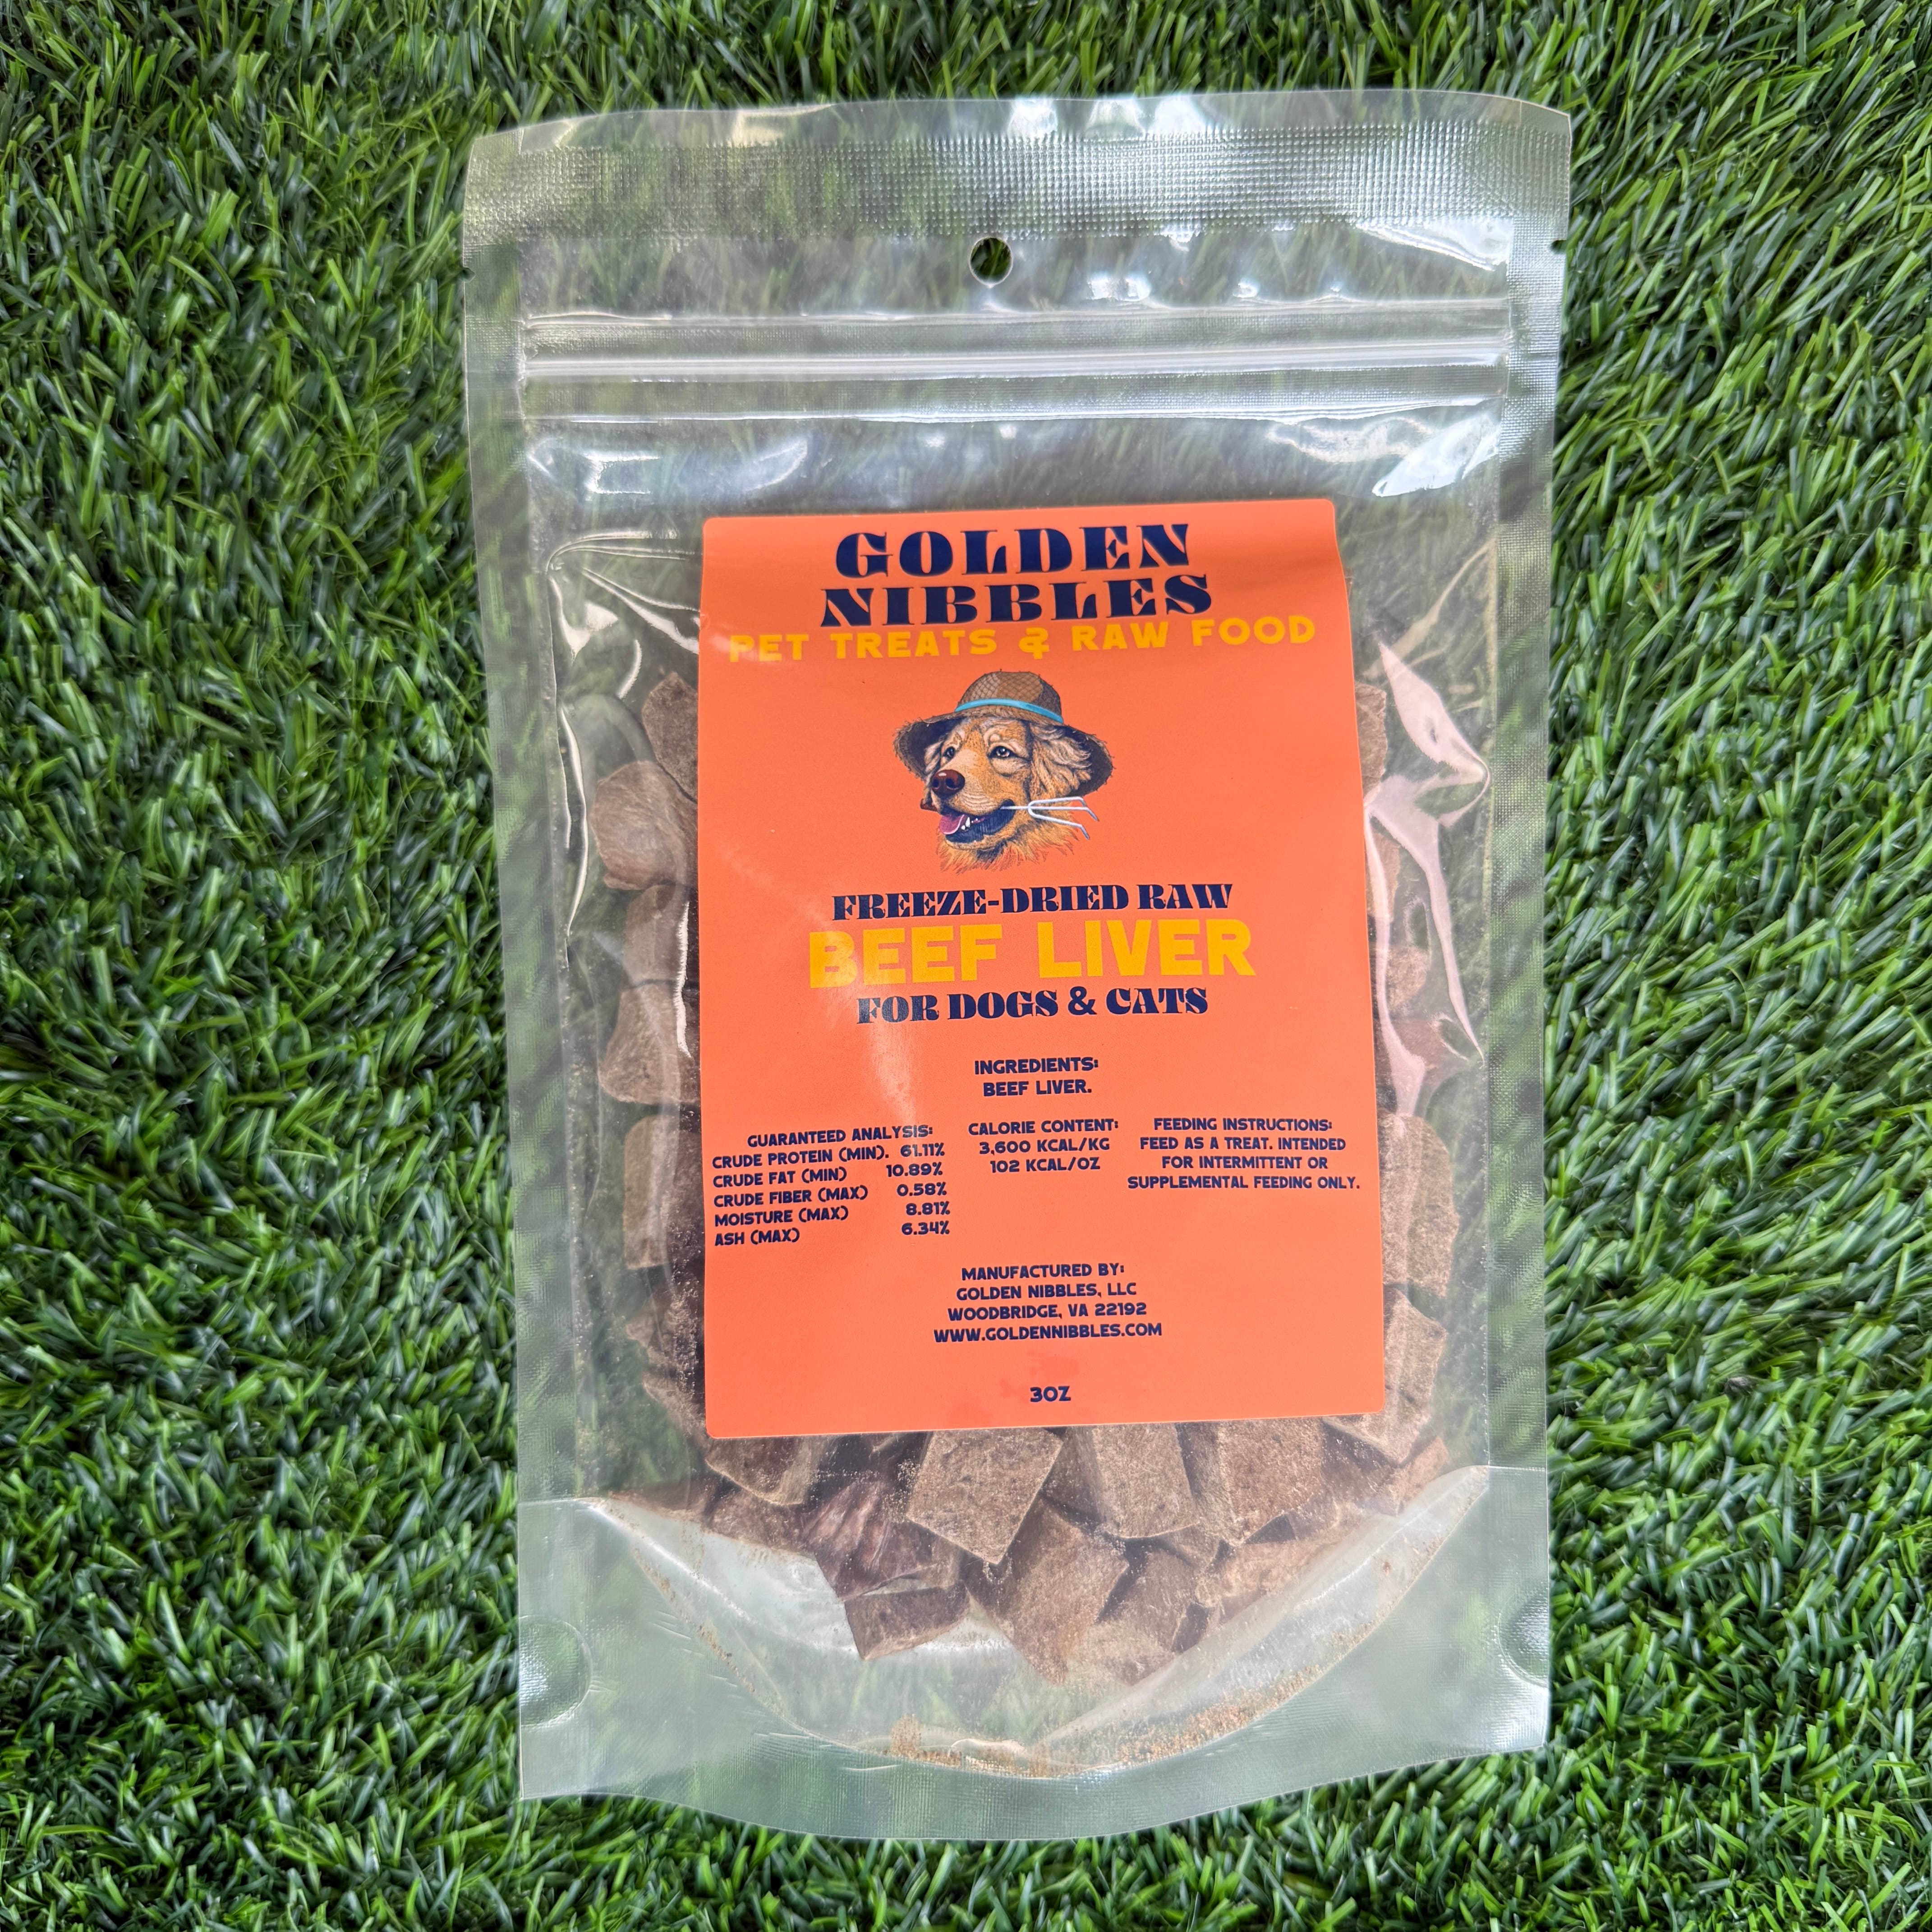 GOLDEN
NIBBLES
PET TREATS & RAW FOOD
FREEZE-DRIED RAW
BEEF LIVER
FOR DOGS & CATS
INGREDIENTS:
BEEF LIVER.
GUARANTEED ANALYSIS:
CRUDE PROTEIN (MIN). 61.11%
CRUDE FAT (MIN) 10.89%
CRUDE FIBER (MAX) 0.58%
MOISTURE (MAX) 8.81%
ASH (MAX) 6.34%
CALORIE CONTENT:
3,600 KCAL/KG
102 KCAL/OZ
FEEDING INSTRUCTIONS:
FEED AS A TREAT. INTENDED
FOR INTERMITTENT OR
SUPPLEMENTAL FEEDING ONLY.
MANUFACTURED BY:
GOLDEN NIBBLES, LLC
WOODBRIDGE, VA 22192
WWW.GOLDENNIBBLES.COM
3OZ